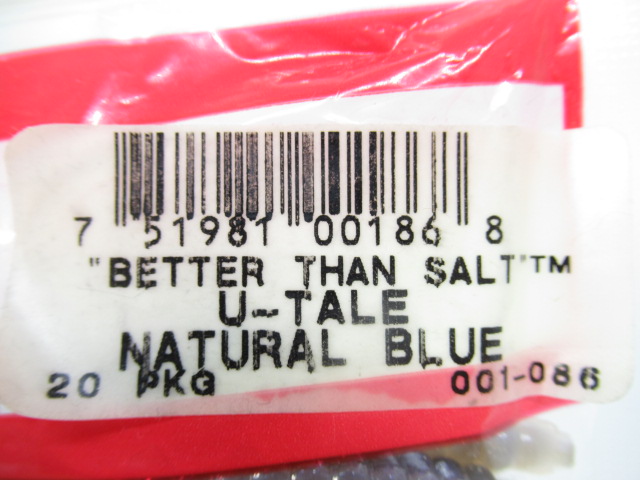 7 51981 00186 8
"BETTER THAN SALT"™
U-TALE
NATURAL BLUE
20 PKG 001-086